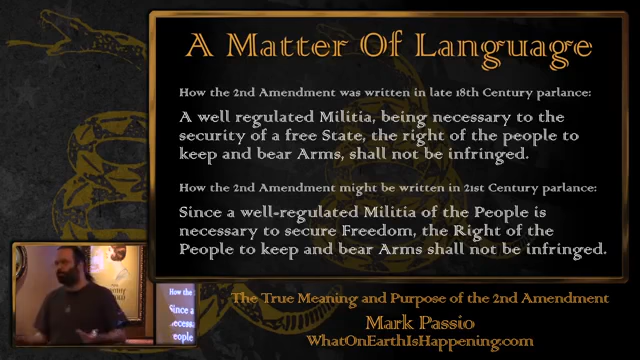 A Matter Of Language
How the 2nd Amendment was written in late 18th Century parlance:
A well regulated Militia, being necessary to the
security of a free State, the right of the people to
keep and bear Arms, shall not be infringed.
How the 2nd Amendment might be written in 21st Century parlance:
Since a well-regulated Militia of the People is
necessary to secure Freedom, the Right of the
People to keep and bear Arms shall not be infringed.
How the
Since a
necessa
People
The True Meaning and Purpose of the 2nd Amendment
Mark Passio
WhatOnEarthIsHappening.com